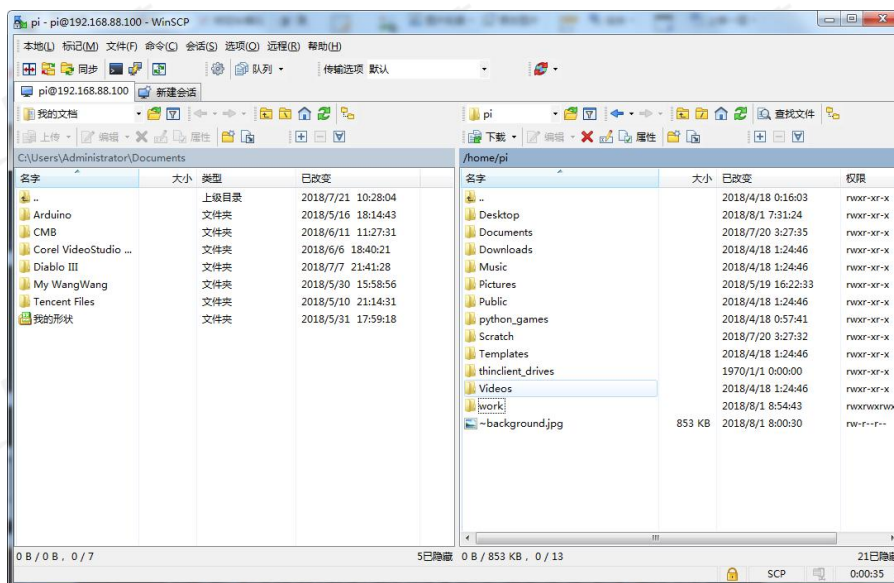 pi - pi@192.168.88.100 - WinSCP
本地(L) 标记(M) 文件(F) 命令(C) 会话(S) 选项(O) 远程(R) 帮助(H)
同步 队列 传输选项 默认
pi@192.168.88.100 新建会话
我的文档 pi 查找文件
上传 编辑 属性 下载 编辑 属性
C:\Users\Administrator\Documents /home/pi
名字 大小 类型 已改变 名字 大小 已改变 权限
.. 上级目录 2018/7/21 10:28:04 .. 2018/4/18 0:16:03 rwxr-xr-x
Arduino 文件夹 2018/5/16 18:14:43 Desktop 2018/8/1 7:31:24 rwxr-xr-x
CMB 文件夹 2018/6/11 11:27:31 Documents 2018/7/20 3:27:35 rwxr-xr-x
Corel VideoStudio ... 文件夹 2018/6/6 18:40:21 Downloads 2018/4/18 1:24:46 rwxr-xr-x
Diablo III 文件夹 2018/7/7 21:41:28 Music 2018/4/18 1:24:46 rwxr-xr-x
My WangWang 文件夹 2018/5/30 15:58:56 Pictures 2018/5/19 16:22:33 rwxr-xr-x
Tencent Files 文件夹 2018/5/10 21:14:31 Public 2018/4/18 1:24:46 rwxr-xr-x
我的形状 文件夹 2018/5/31 17:59:18 python_games 2018/4/18 0:57:41 rwxr-xr-x
Scratch 2018/7/20 3:27:32 rwxr-xr-x
Templates 2018/4/18 1:24:46 rwxr-xr-x
thinclient_drives 1970/1/1 0:00:00 rwxr-xr-x
Videos 2018/4/18 1:24:46 rwxr-xr-x
work 2018/8/1 8:54:43 rwxrwxrwx
~background.jpg 853 KB 2018/8/1 8:00:30 rw-r--r--
0 B / 0 B, 0 / 7 5已隐藏 0 B / 853 KB, 0 / 13 21已隐藏
SCP 0:00:35